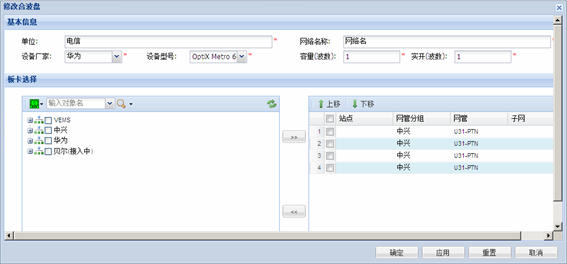 修改合波盘
基本信息
单位: 电信 * 网络名称: 网络名 *
设备厂家: 华为 * 设备型号: OptiX Metro 6 * 容量(波数): 1 * 实开(波数): 1 *
板卡选择
输入对象名
上移 下移
站点 网管分组 网管 子网
VEMS
中兴
华为
贝尔(接入中)
>>
<<
1 中兴 U31-PTN
2 中兴 U31-PTN
3 中兴 U31-PTN
4 中兴 U31-PTN
确定 应用 重置 取消